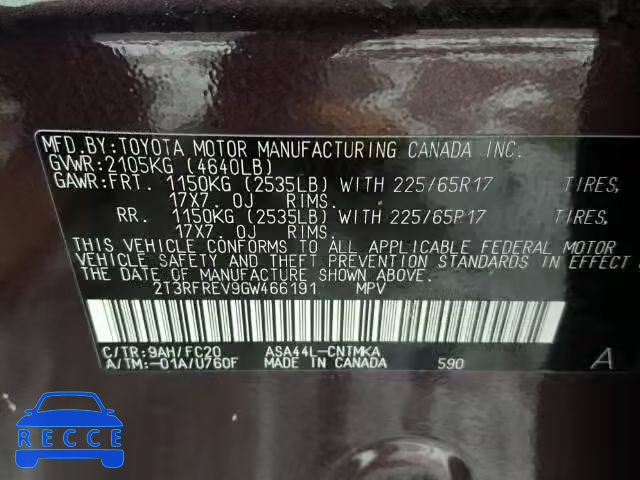 MFD.BY:TOYOTA MOTOR MANUFACTURING CANADA INC.
GVWR:2105KG (4640LB)
GAWR:FRT. 1150KG (2535LB) WITH 225/65R17 TIRES,
17X7.0J RIMS.
RR. 1150KG (2535LB) WITH 225/65R17 TIRES,
17X7.0J RIMS.
THIS VEHICLE CONFORMS TO ALL APPLICABLE FEDERAL MOTOR
VEHICLE SAFETY AND THEFT PREVENTION STANDARDS IN EFFECT ON
THE DATE OF MANUFACTURE SHOWN ABOVE.
2T3RFREV9GW466191 MPV
C/TR:9AH/FC20 ASA44L-CNTMKA
A/TM:-01A/U760F MADE IN CANADA 590 A
RECCE